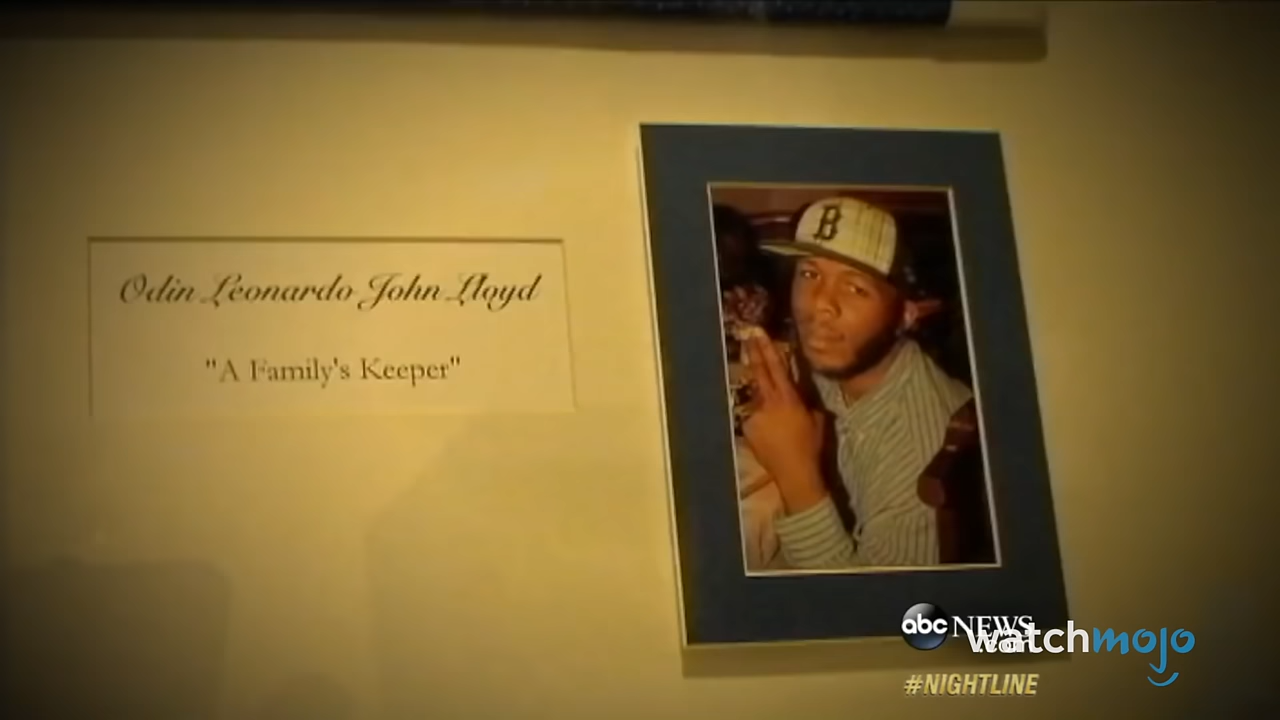 Odin Leonardo John Lloyd
"A Family's Keeper"
B
abc NEWS
watchmojo
#NIGHTLINE